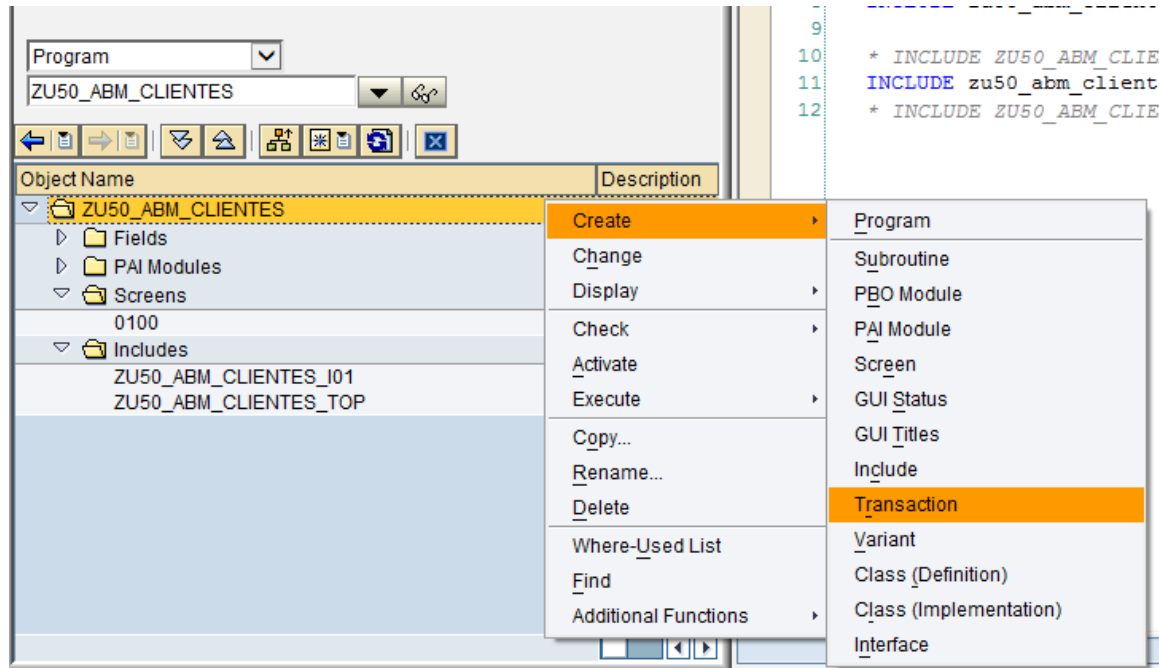 Program
ZU50_ABM_CLIENTES
Object Name
Description
ZU50_ABM_CLIENTES
Fields
PAI Modules
Screens
0100
Includes
ZU50_ABM_CLIENTES_I01
ZU50_ABM_CLIENTES_TOP
Create
Change
Display
Check
Activate
Execute
Copy...
Rename...
Delete
Where-Used List
Find
Additional Functions
Program
Subroutine
PBO Module
PAI Module
Screen
GUI Status
GUI Titles
Include
Transaction
Variant
Class (Definition)
Class (Implementation)
Interface
9
10 * INCLUDE ZU50_ABM_CLIE
11 INCLUDE zu50_abm_client
12 * INCLUDE ZU50_ABM_CLIE